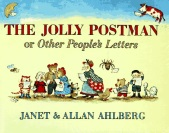 THE JOLLY POSTMAN
or Other People's Letters
JANET & ALLAN AHLBERG